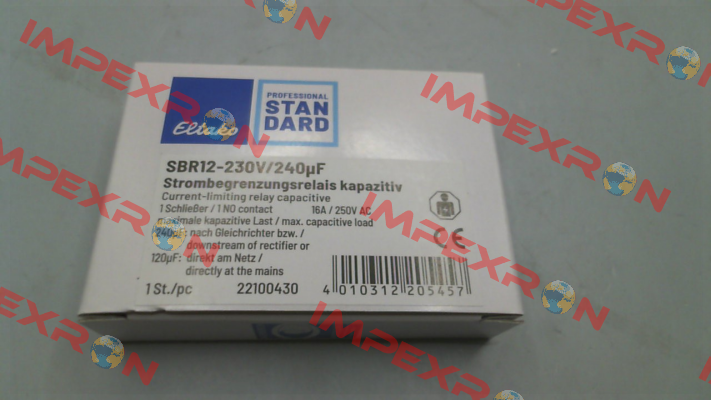 IMPEXRON
IMPEXRON
IMPEXRON
IMPEXRON
IMPEXRON
Eltako
PROFESSIONAL
STAN
DARD
SBR12-230V/240µF
Strombegrenzungsrelais kapazitiv
Current-limiting relay capacitive
1 Schließer / 1 NO contact 16A / 250V AC
maximale kapazitive Last / max. capacitive load
240µF: nach Gleichrichter bzw. /
downstream of rectifier or
120µF: direkt am Netz /
directly at the mains
1 St./pc 22100430
4 010312 205457
CE